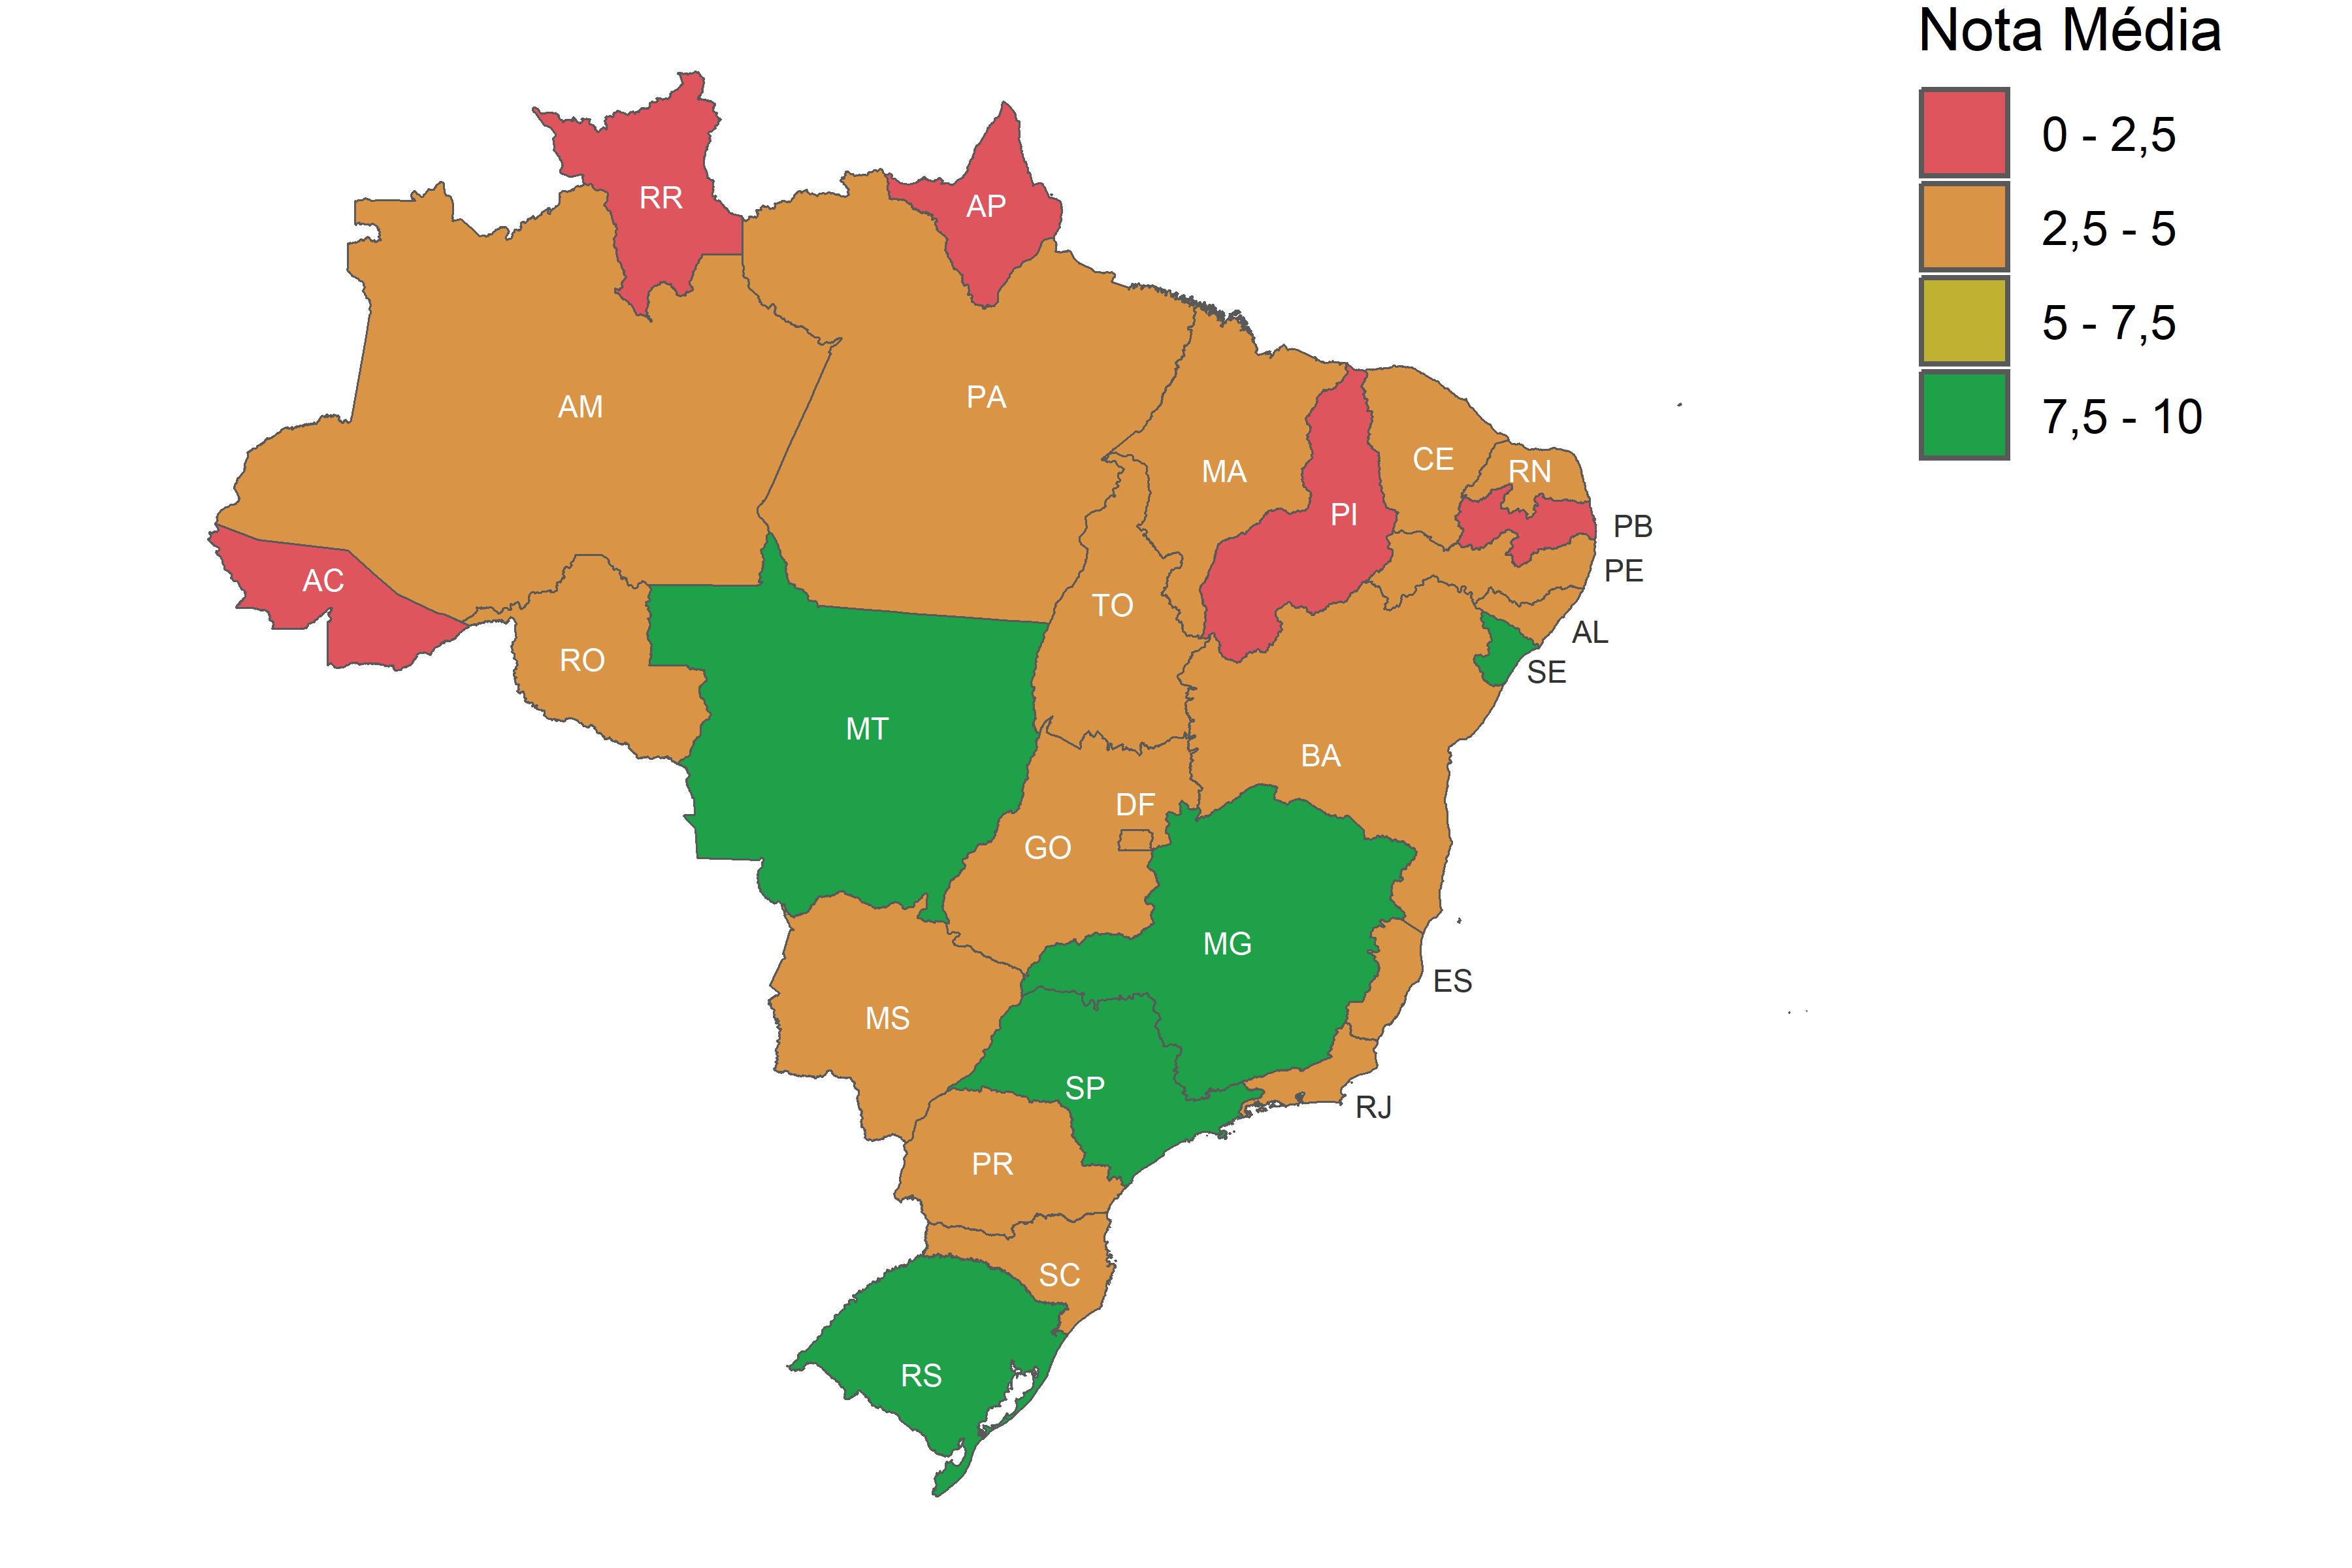 Nota Média
0 - 2,5
2,5 - 5
5 - 7,5
7,5 - 10
RR
AP
AM
PA
MA
CE
RN
PI
PB
PE
AC
TO
AL
RO
SE
MT
BA
DF
GO
MG
ES
MS
SP
RJ
PR
SC
RS